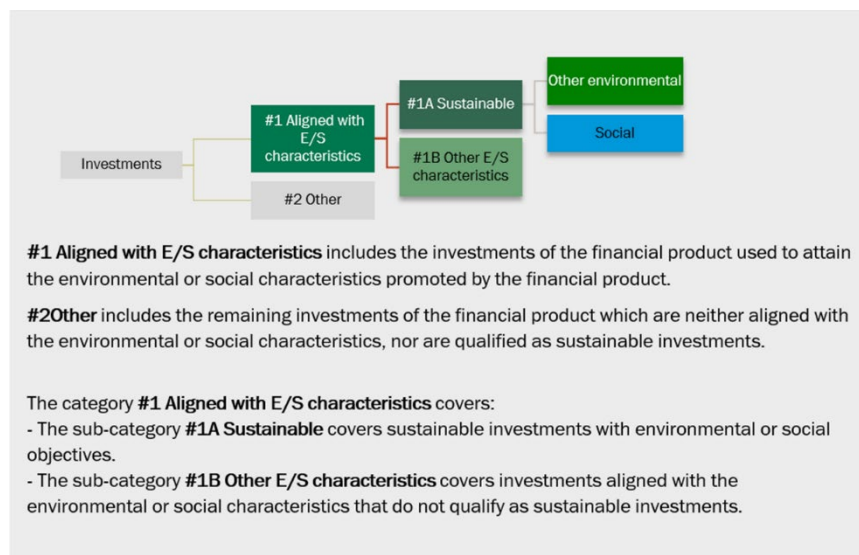 Other environmental
#1A Sustainable
#1 Aligned with
E/S
characteristics
Social
Investments
#1B Other E/S
characteristics
#2 Other
#1 Aligned with E/S characteristics includes the investments of the financial product used to attain
the environmental or social characteristics promoted by the financial product.
#2Other includes the remaining investments of the financial product which are neither aligned with
the environmental or social characteristics, nor are qualified as sustainable investments.
The category #1 Aligned with E/S characteristics covers:
- The sub-category #1A Sustainable covers sustainable investments with environmental or social
objectives.
- The sub-category #1B Other E/S characteristics covers investments aligned with the
environmental or social characteristics that do not qualify as sustainable investments.